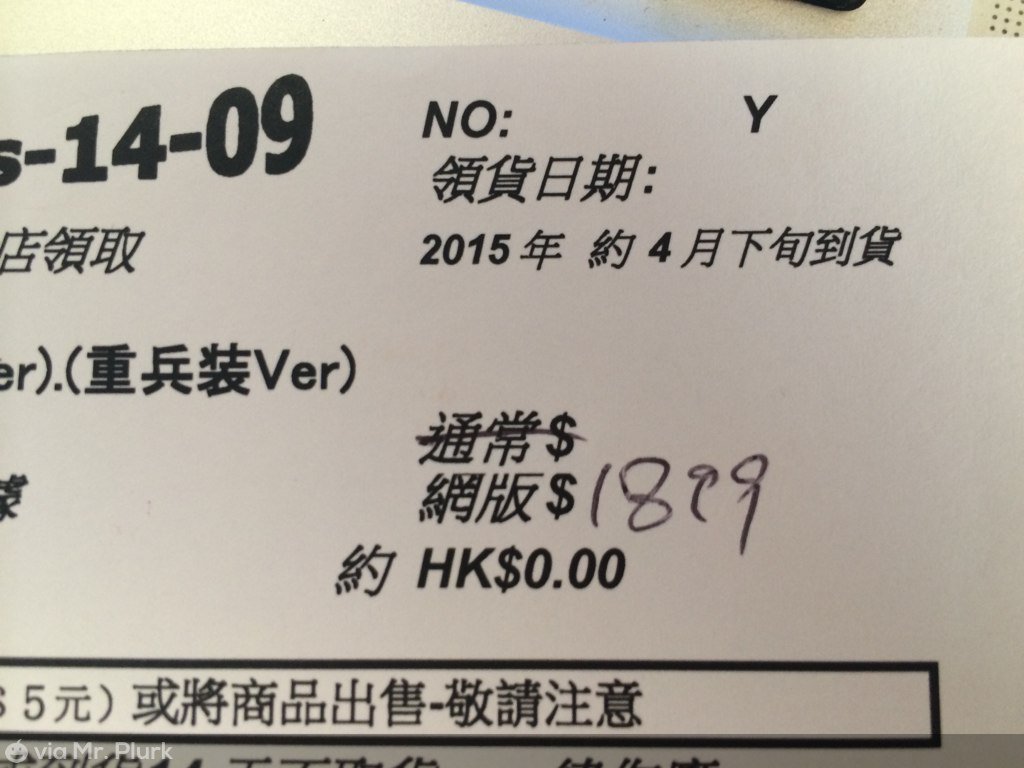 s-14-09
NO: Y
領貨日期:
店領取
2015 年 約 4 月下旬到貨
er).(重兵装Ver)
通常 $
網版 $ 1899
約 HK$0.00
$ 5元）或將商品出售-敬請注意
via Mr. Plurk